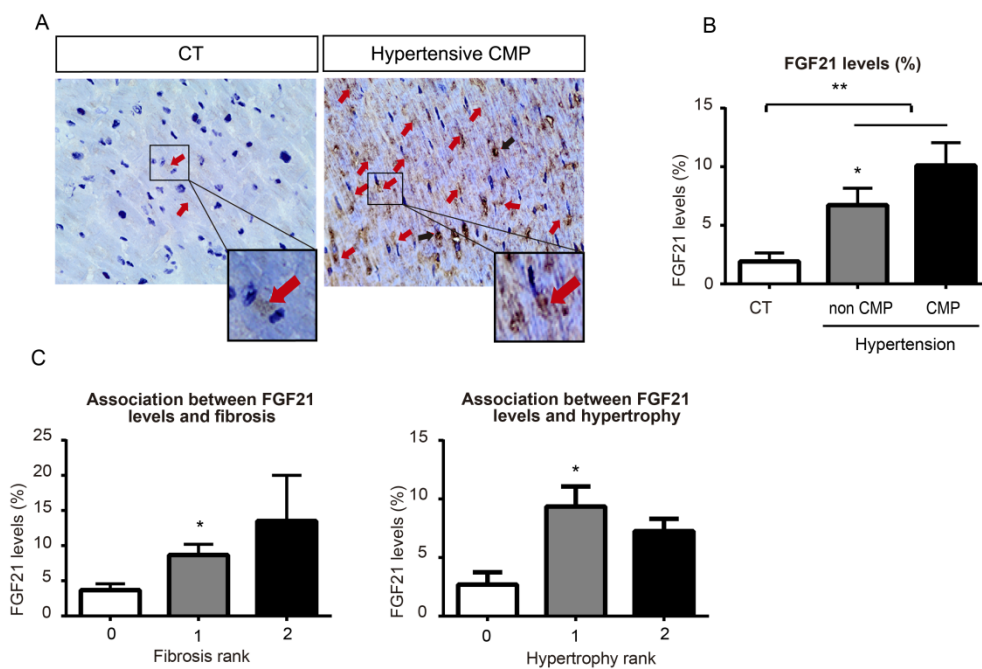 A
CT
Hypertensive CMP
B
FGF21 levels (%)
FGF21 levels (%)
15
10
5
0
**
*
CT
non CMP
CMP
Hypertension
C
Association between FGF21
levels and fibrosis
FGF21 levels (%)
25
20
15
10
5
0
*
0
1
2
Fibrosis rank
Association between FGF21
levels and hypertrophy
FGF21 levels (%)
15
10
5
0
*
0
1
2
Hypertrophy rank